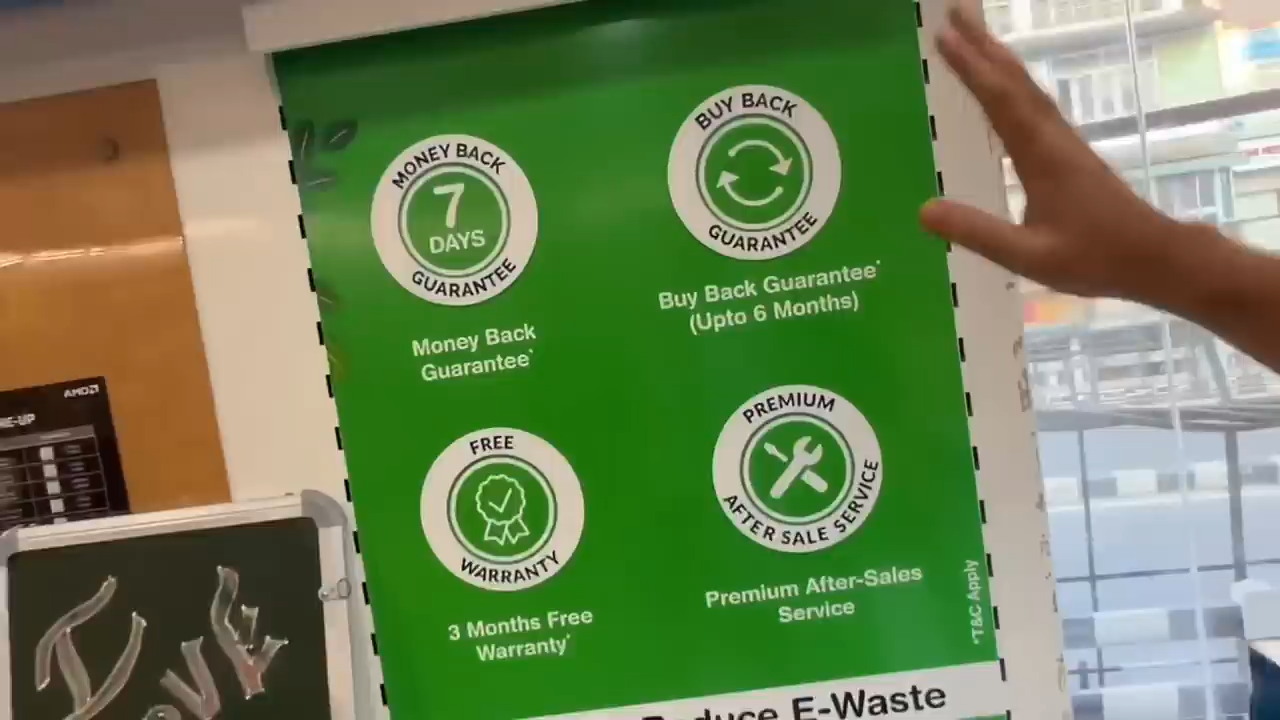 MONEY BACK
7
DAYS
GUARANTEE
Money Back
Guarantee*
BUY BACK
GUARANTEE
Buy Back Guarantee*
(Upto 6 Months)
FREE
WARRANTY
3 Months Free
Warranty*
PREMIUM
AFTER SALE SERVICE
Premium After-Sales
Service
*T&C Apply
Reduce E-Waste
AMD